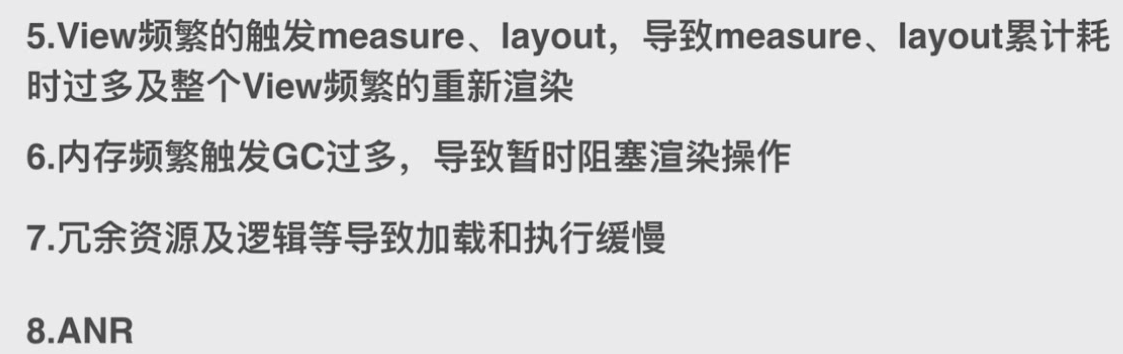 5.View频繁的触发measure、layout，导致measure、layout累计耗
时过多及整个View频繁的重新渲染
6.内存频繁触发GC过多，导致暂时阻塞渲染操作
7.冗余资源及逻辑等导致加载和执行缓慢
8.ANR